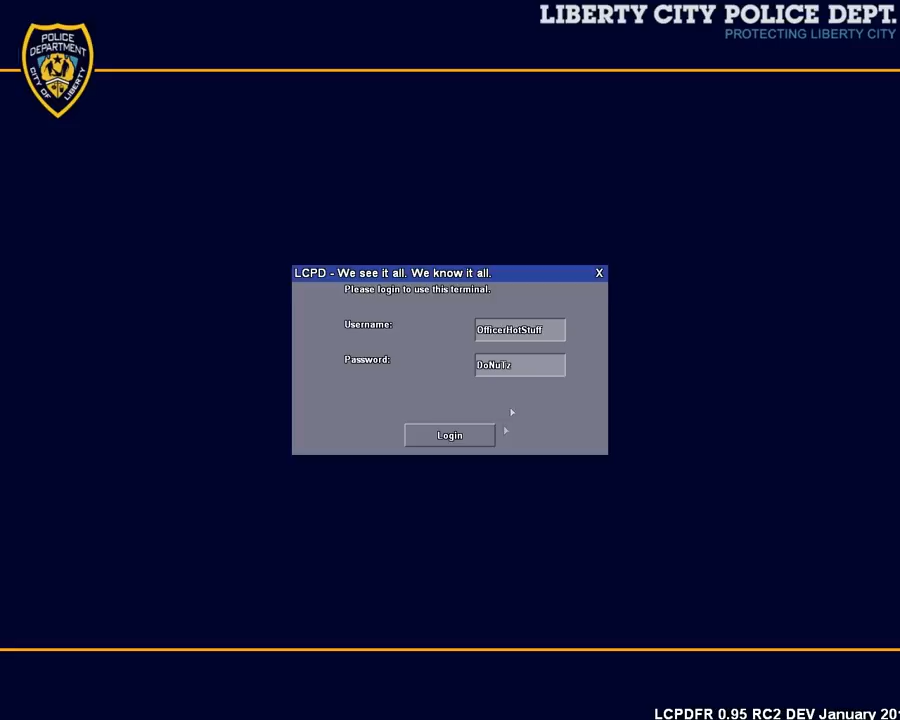 LIBERTY CITY POLICE DEPT.
PROTECTING LIBERTY CITY
POLICE
DEPARTMENT
CITY OF LIBERTY
LCPD - We see it all. We know it all. X
Please login to use this terminal.
Username: OfficerHotStuff
Password: DoNuTz
Login
LCPDFR 0.95 RC2 DEV January 20